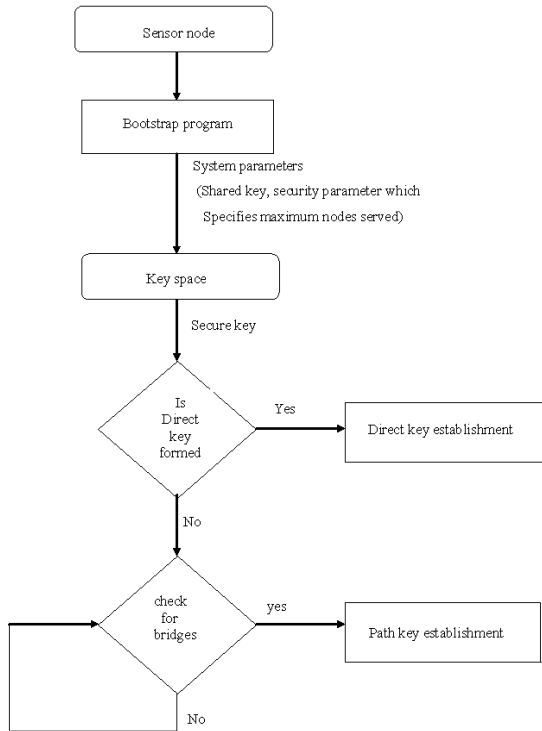 Sensor node
Bootstrap program
System parameters
(Shared key, security parameter which
Specifies maximum nodes served)
Key space
Secure key
Is
Direct
key
formed
Yes
Direct key establishment
No
check
for
bridges
yes
Path key establishment
No